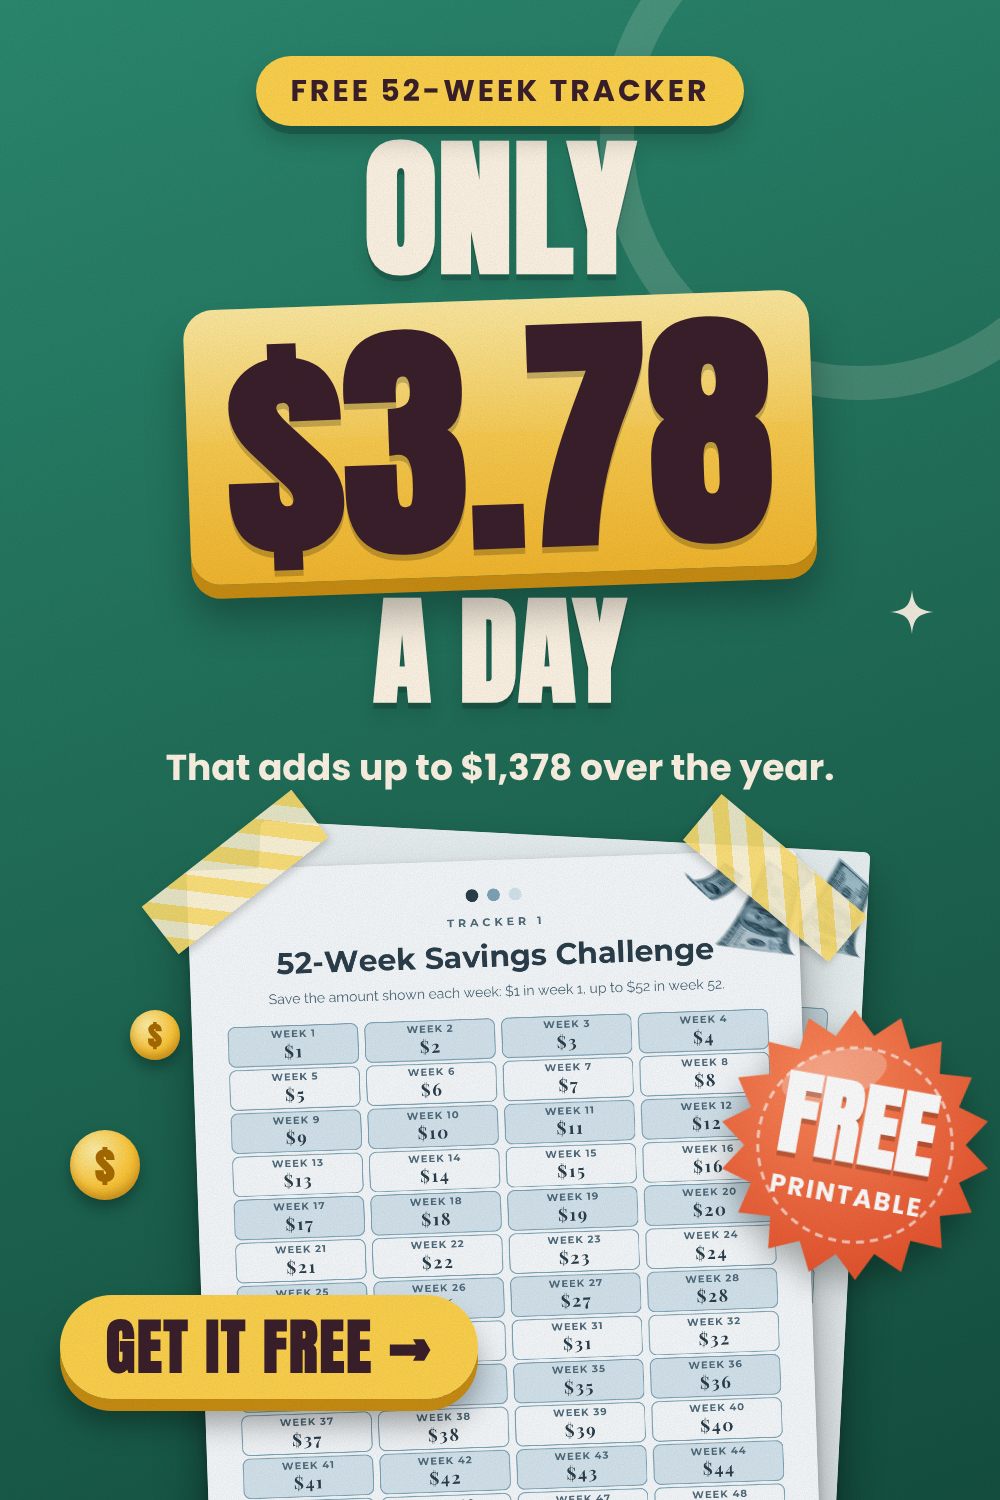 FREE 52-WEEK TRACKER
ONLY
$3.78
A DAY
That adds up to $1,378 over the year.
TRACKER 1
52-Week Savings Challenge
Save the amount shown each week: $1 in week 1, up to $52 in week 52.
WEEK 1 WEEK 2 WEEK 3 WEEK 4
$1 $2 $3 $4
WEEK 5 WEEK 6 WEEK 7 WEEK 8
$5 $6 $7 $8
WEEK 9 WEEK 10 WEEK 11 WEEK 12
$9 $10 $11 $12
WEEK 13 WEEK 14 WEEK 15 WEEK 16
$13 $14 $15 $16
WEEK 17 WEEK 18 WEEK 19 WEEK 20
$17 $18 $19 $20
WEEK 21 WEEK 22 WEEK 23 WEEK 24
$21 $22 $23 $24
WEEK 25 WEEK 26 WEEK 27 WEEK 28
$27 $28
WEEK 31 WEEK 32
$31 $32
WEEK 35 WEEK 36
$35 $36
WEEK 37 WEEK 38 WEEK 39 WEEK 40
$37 $38 $39 $40
WEEK 41 WEEK 42 WEEK 43 WEEK 44
$41 $42 $43 $44
WEEK 47 WEEK 48
FREE
PRINTABLE
$
$
GET IT FREE →